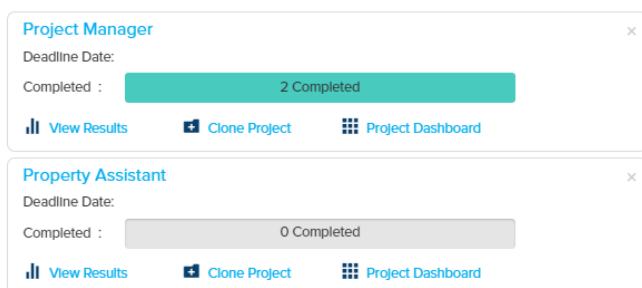 Project Manager
Deadline Date:
Completed : 2 Completed
View Results Clone Project Project Dashboard
Property Assistant
Deadline Date:
Completed : 0 Completed
View Results Clone Project Project Dashboard